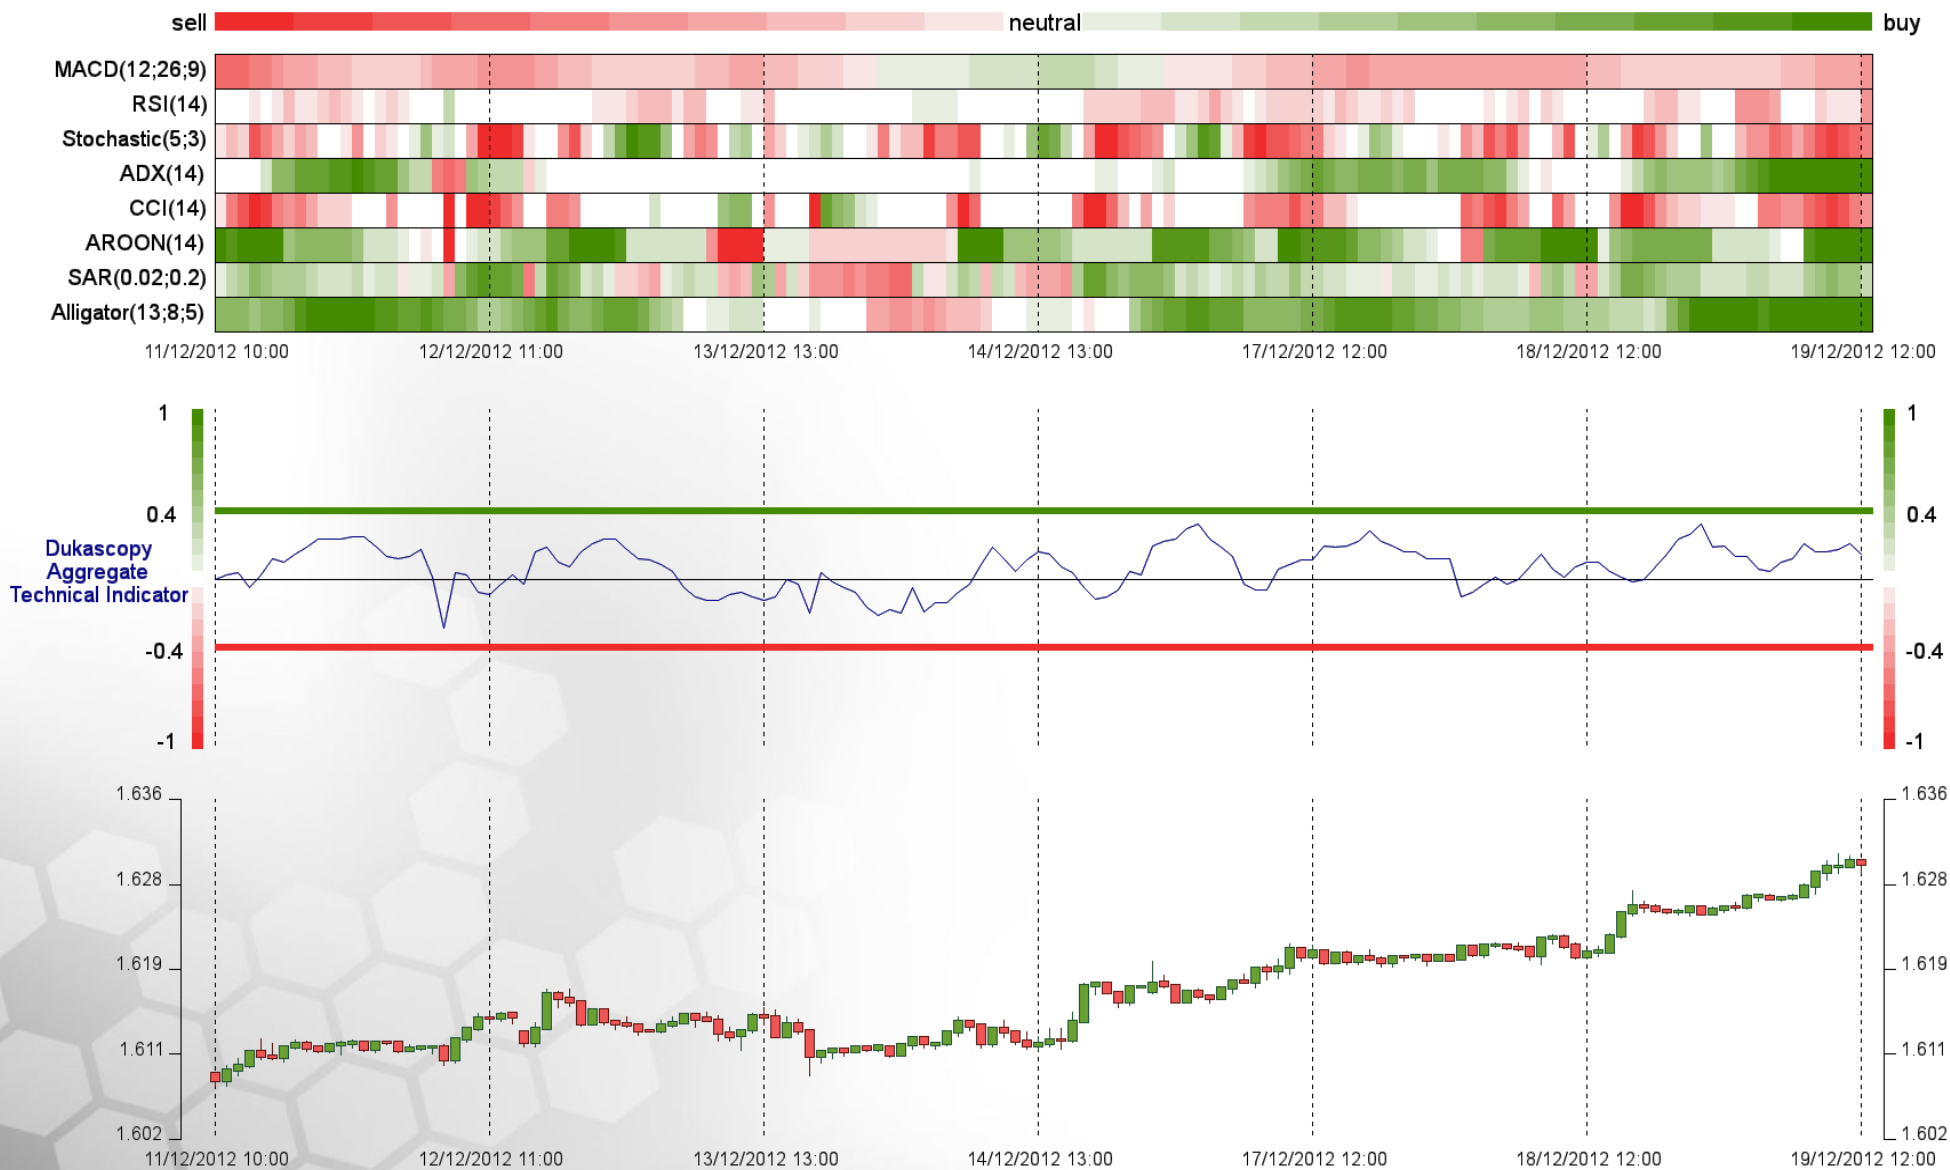 sell neutral buy
MACD(12;26;9)
RSI(14)
Stochastic(5;3)
ADX(14)
CCI(14)
AROON(14)
SAR(0.02;0.2)
Alligator(13;8;5)
11/12/2012 10:00 12/12/2012 11:00 13/12/2012 13:00 14/12/2012 13:00 17/12/2012 12:00 18/12/2012 12:00 19/12/2012 12:00
1 1
0.4 0.4
Dukascopy
Aggregate
Technical Indicator
-0.4 -0.4
-1 -1
1.636 1.636
1.628 1.628
1.619 1.619
1.611 1.611
1.602 1.602
11/12/2012 10:00 12/12/2012 11:00 13/12/2012 13:00 14/12/2012 13:00 17/12/2012 12:00 18/12/2012 12:00 19/12/2012 12:00